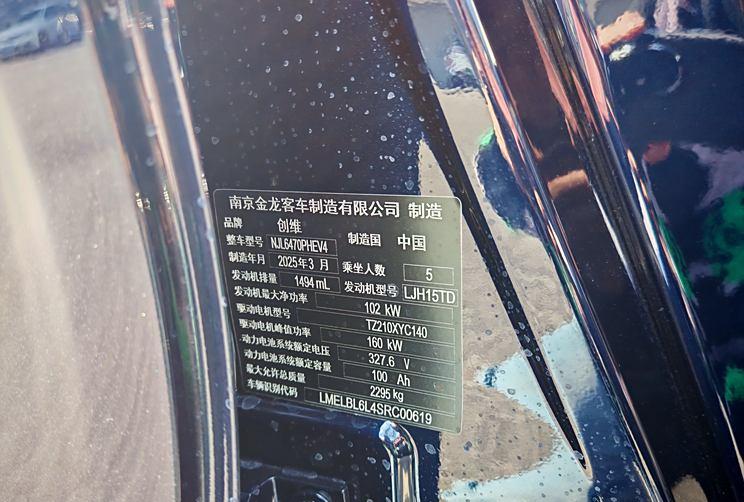 南京金龙客车制造有限公司 制造
品牌 创维
整车型号 NJL6470PHEV4 制造国 中国
制造年月 2025年3月 乘坐人数 5
发动机排量 1494mL 发动机型号 LJH15TD
发动机最大净功率 102 kW
驱动电机型号 TZ210XYC140
驱动电机峰值功率 160 kW
动力电池系统额定电压 327.6 V
动力电池系统额定容量 100 Ah
最大允许总质量 2295 kg
车辆识别代码 LMELBL6L4SRC00619